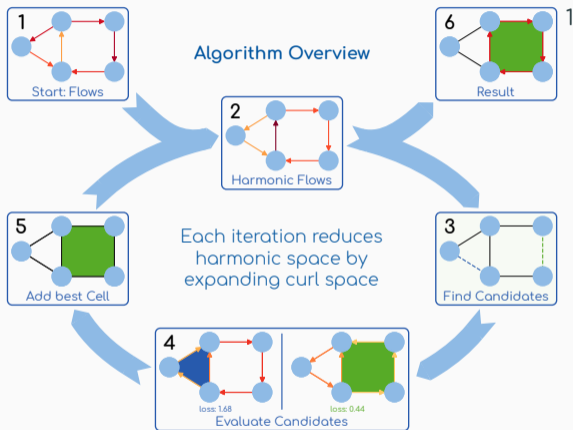 1
Start: Flows
Algorithm Overview
6
Result
1
2
Harmonic Flows
5
Add best Cell
Each iteration reduces
harmonic space by
expanding curl space
3
Find Candidates
4
loss: 1.68
loss: 0.44
Evaluate Candidates